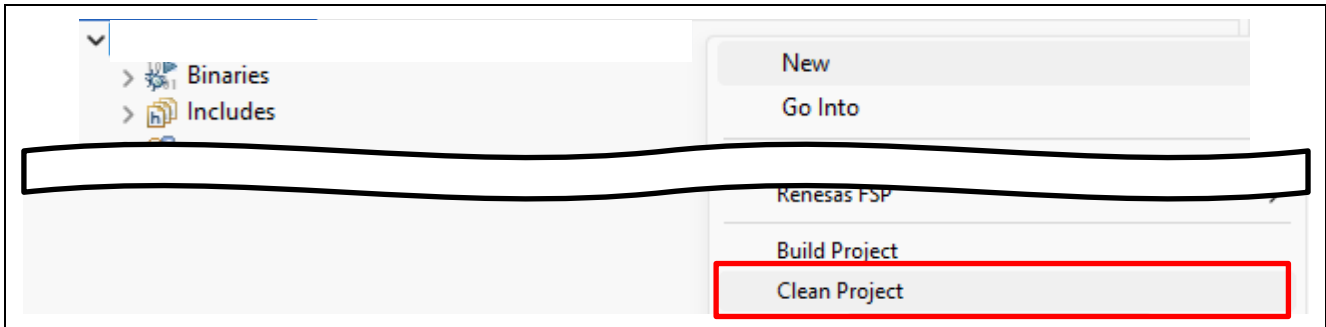 New
Binaries
Go Into
Includes
Renesas FSP
Build Project
Clean Project